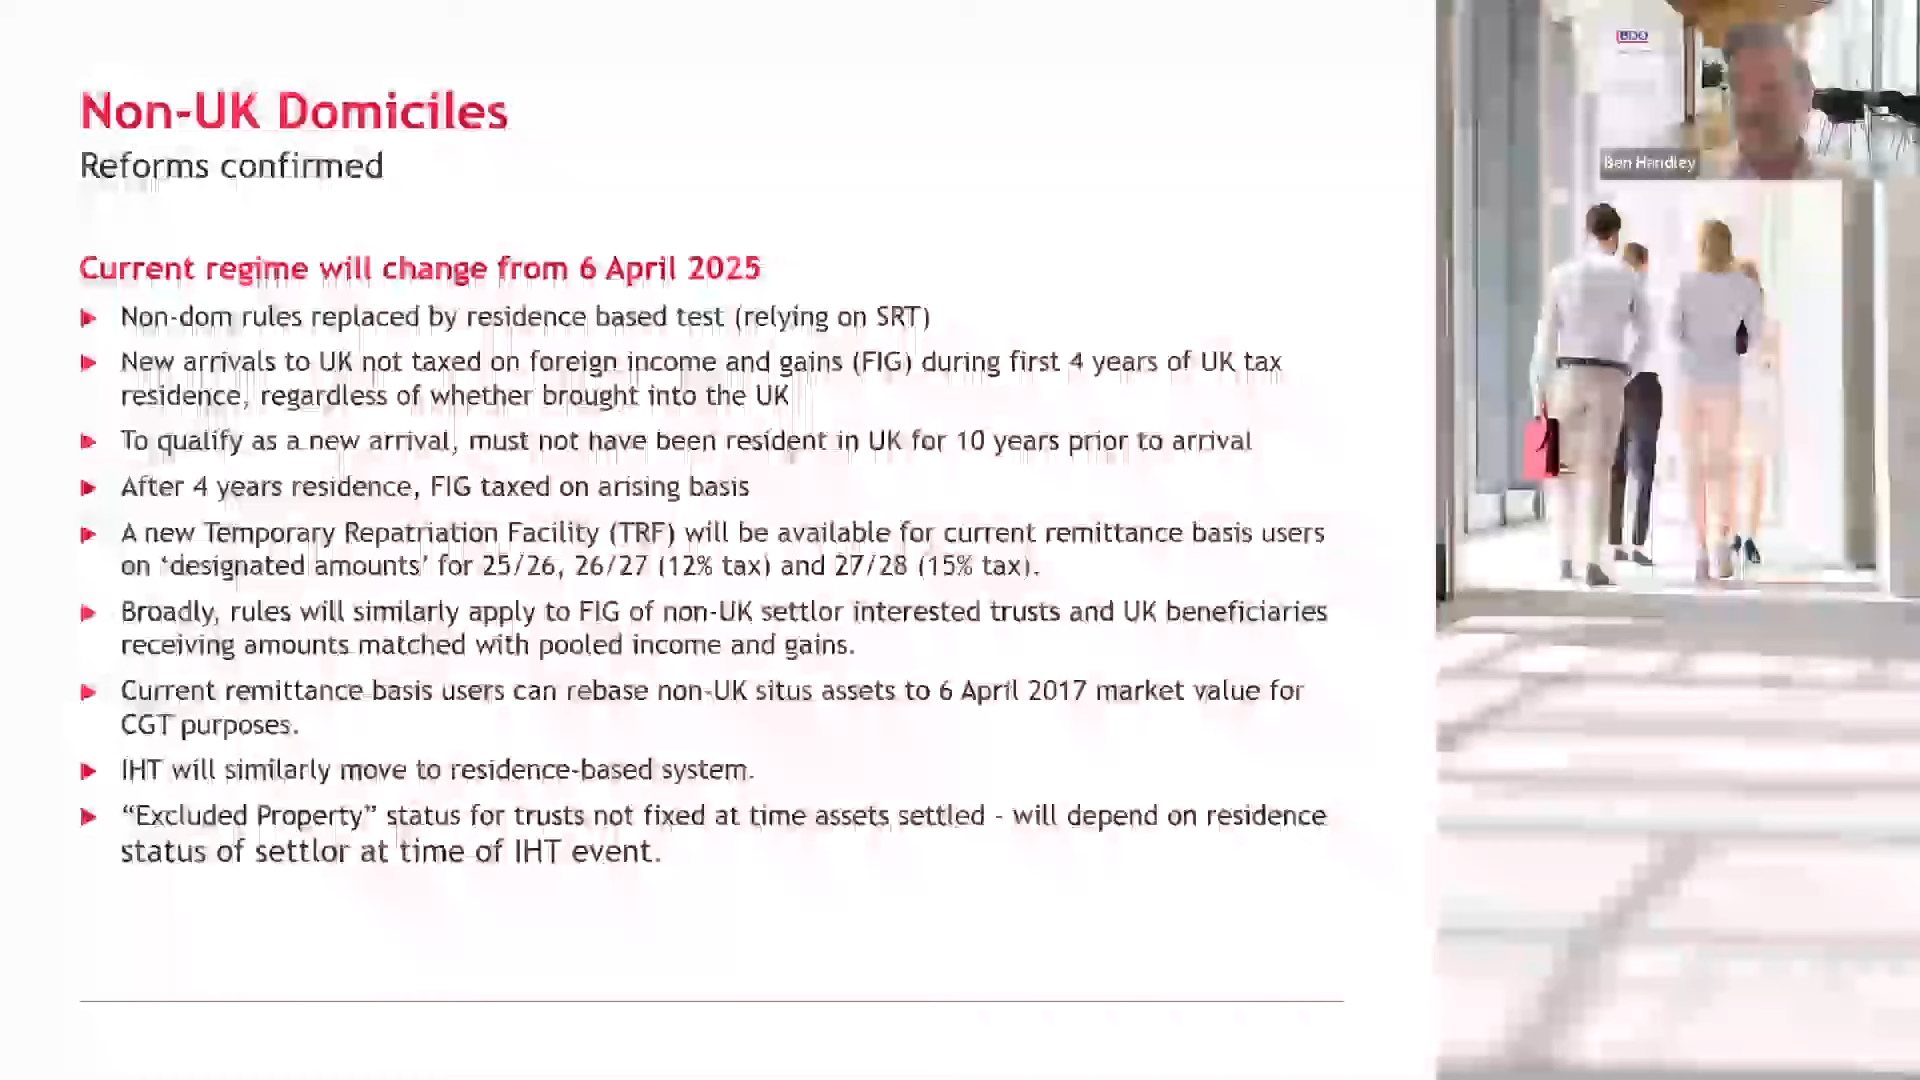 Non-UK Domiciles
Reforms confirmed
Current regime will change from 6 April 2025
Non-dom rules replaced by residence based test (relying on SRT)
New arrivals to UK not taxed on foreign income and gains (FIG) during first 4 years of UK tax
residence, regardless of whether brought into the UK
To qualify as a new arrival, must not have been resident in UK for 10 years prior to arrival
After 4 years residence, FIG taxed on arising basis
A new Temporary Repatriation Facility (TRF) will be available for current remittance basis users
on ‘designated amounts’ for 25/26, 26/27 (12% tax) and 27/28 (15% tax).
Broadly, rules will similarly apply to FIG of non-UK settlor interested trusts and UK beneficiaries
receiving amounts matched with pooled income and gains.
Current remittance basis users can rebase non-UK situs assets to 6 April 2017 market value for
CGT purposes.
IHT will similarly move to residence-based system.
“Excluded Property” status for trusts not fixed at time assets settled - will depend on residence
status of settlor at time of IHT event.
BDO
Ben Handley